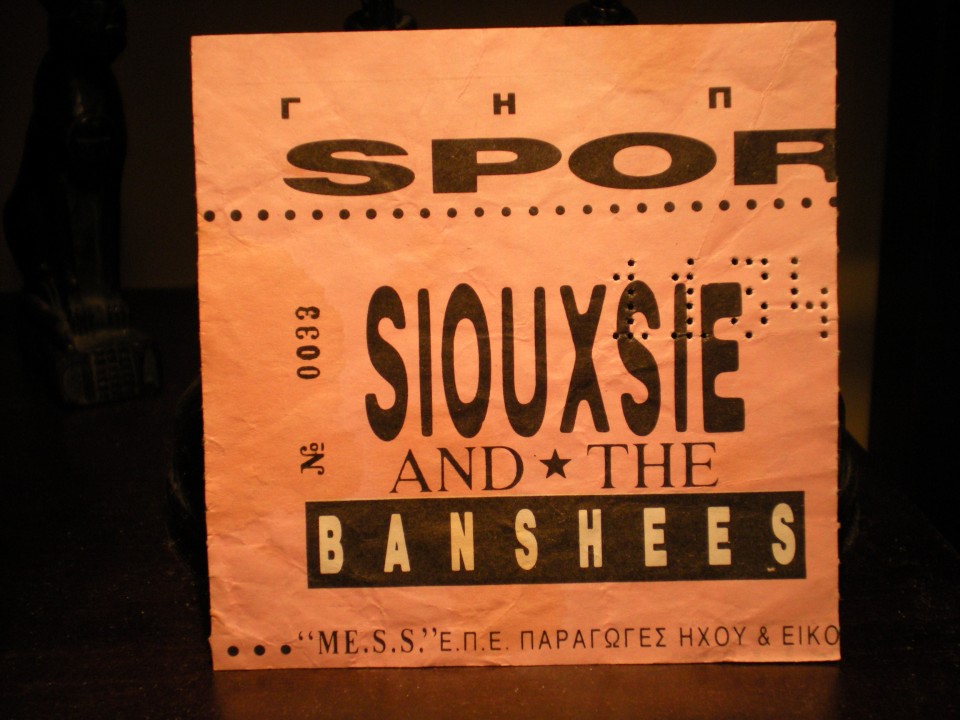 Γ Η Π
SPOR
SIOUXSIE
AND ★ THE
BANSHEES
№ 0033
..."ME.S.S." Ε.Π.Ε. ΠΑΡΑΓΩΓΕΣ ΗΧΟΥ & ΕΙΚΟ